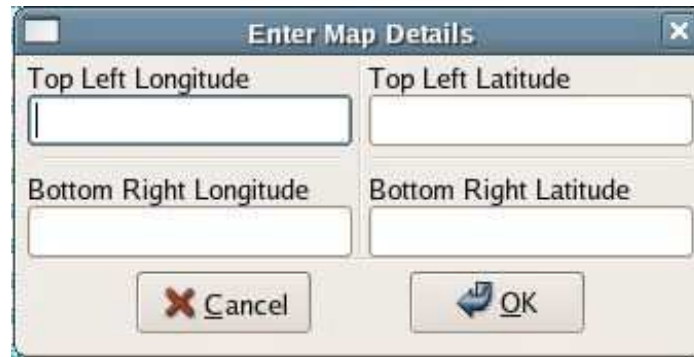 Enter Map Details
Top Left Longitude Top Left Latitude
Bottom Right Longitude Bottom Right Latitude
Cancel OK